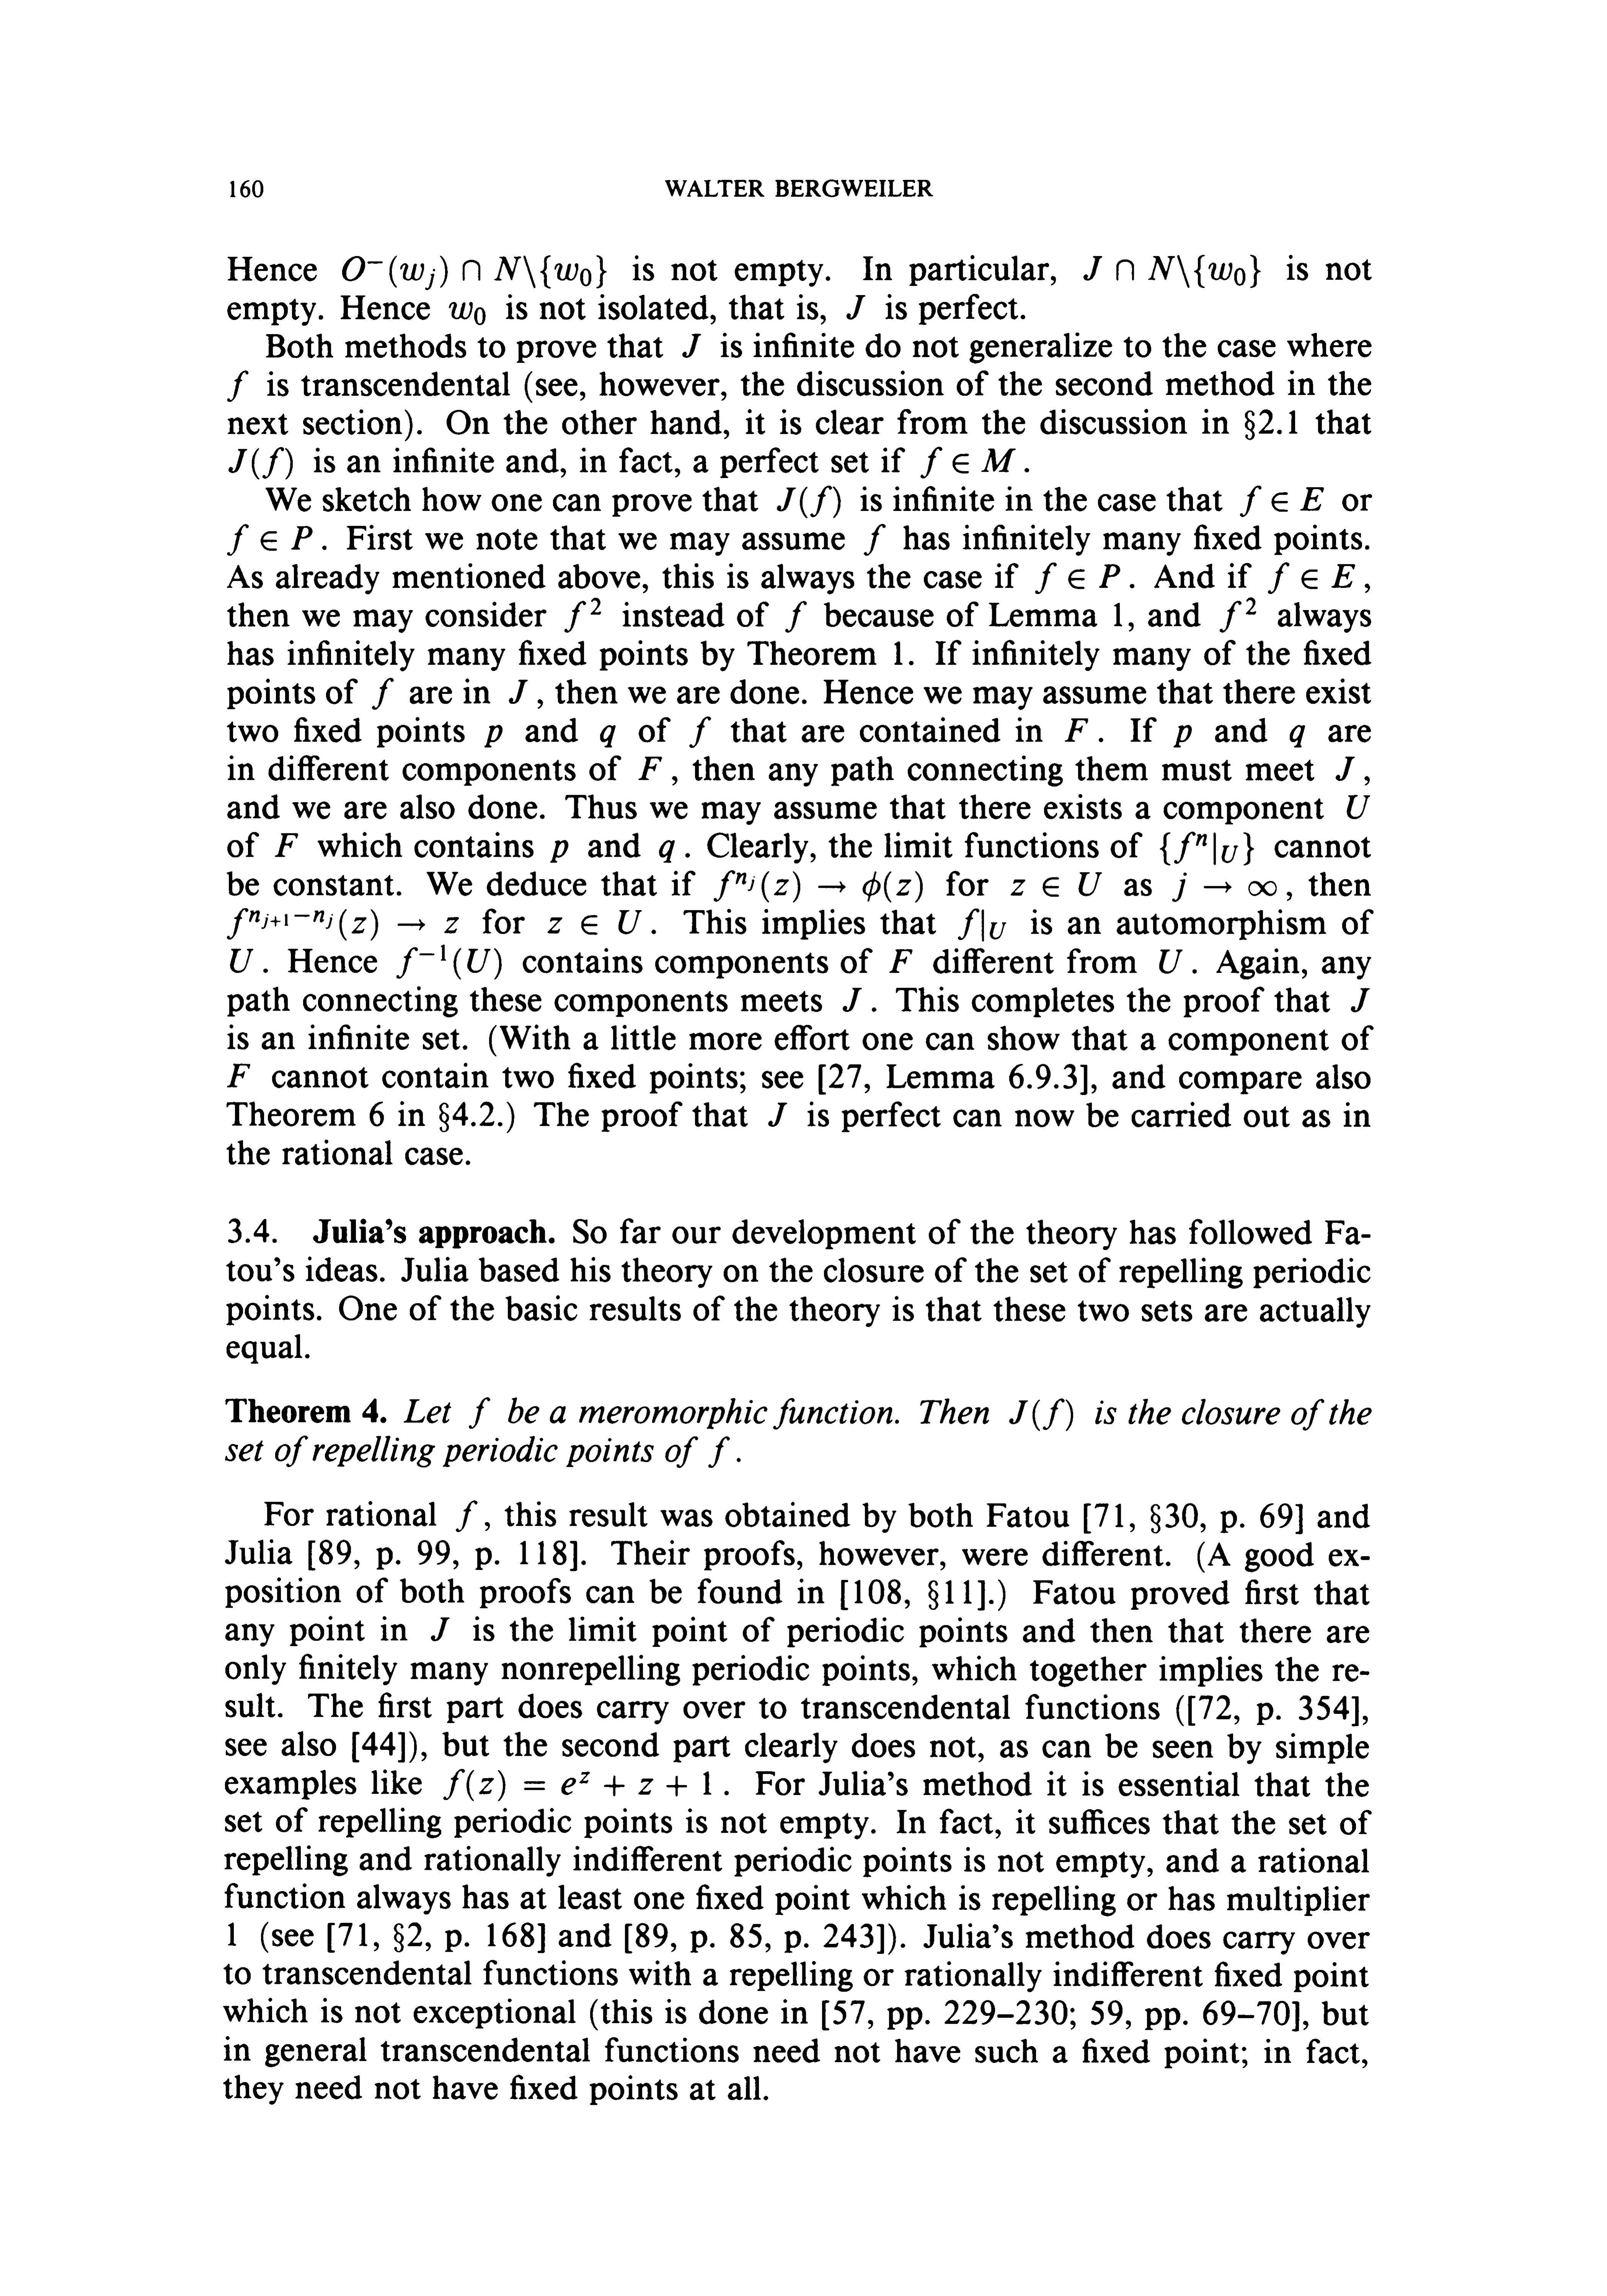 160 WALTER BERGWEILER
Hence O⁻(wⱼ) ∩ N\{w₀} is not empty. In particular, J ∩ N\{w₀} is not
empty. Hence w₀ is not isolated, that is, J is perfect.
Both methods to prove that J is infinite do not generalize to the case where
f is transcendental (see, however, the discussion of the second method in the
next section). On the other hand, it is clear from the discussion in §2.1 that
J(f) is an infinite and, in fact, a perfect set if f ∈ M.
We sketch how one can prove that J(f) is infinite in the case that f ∈ E or
f ∈ P. First we note that we may assume f has infinitely many fixed points.
As already mentioned above, this is always the case if f ∈ P. And if f ∈ E,
then we may consider f² instead of f because of Lemma 1, and f² always
has infinitely many fixed points by Theorem 1. If infinitely many of the fixed
points of f are in J, then we are done. Hence we may assume that there exist
two fixed points p and q of f that are contained in F. If p and q are
in different components of F, then any path connecting them must meet J,
and we are also done. Thus we may assume that there exists a component U
of F which contains p and q. Clearly, the limit functions of {fⁿ|_U} cannot
be constant. We deduce that if f^{n_j}(z) → ϕ(z) for z ∈ U as j → ∞, then
f^{n_{j+1}−n_j}(z) → z for z ∈ U. This implies that f|_U is an automorphism of
U. Hence f⁻¹(U) contains components of F different from U. Again, any
path connecting these components meets J. This completes the proof that J
is an infinite set. (With a little more effort one can show that a component of
F cannot contain two fixed points; see [27, Lemma 6.9.3], and compare also
Theorem 6 in §4.2.) The proof that J is perfect can now be carried out as in
the rational case.
3.4. Julia's approach. So far our development of the theory has followed Fa-
tou's ideas. Julia based his theory on the closure of the set of repelling periodic
points. One of the basic results of the theory is that these two sets are actually
equal.
Theorem 4. Let f be a meromorphic function. Then J(f) is the closure of the
set of repelling periodic points of f.
For rational f, this result was obtained by both Fatou [71, §30, p. 69] and
Julia [89, p. 99, p. 118]. Their proofs, however, were different. (A good ex-
position of both proofs can be found in [108, §11].) Fatou proved first that
any point in J is the limit point of periodic points and then that there are
only finitely many nonrepelling periodic points, which together implies the re-
sult. The first part does carry over to transcendental functions ([72, p. 354],
see also [44]), but the second part clearly does not, as can be seen by simple
examples like f(z) = eᶻ + z + 1. For Julia's method it is essential that the
set of repelling periodic points is not empty. In fact, it suffices that the set of
repelling and rationally indifferent periodic points is not empty, and a rational
function always has at least one fixed point which is repelling or has multiplier
1 (see [71, §2, p. 168] and [89, p. 85, p. 243]). Julia's method does carry over
to transcendental functions with a repelling or rationally indifferent fixed point
which is not exceptional (this is done in [57, pp. 229–230; 59, pp. 69–70], but
in general transcendental functions need not have such a fixed point; in fact,
they need not have fixed points at all.